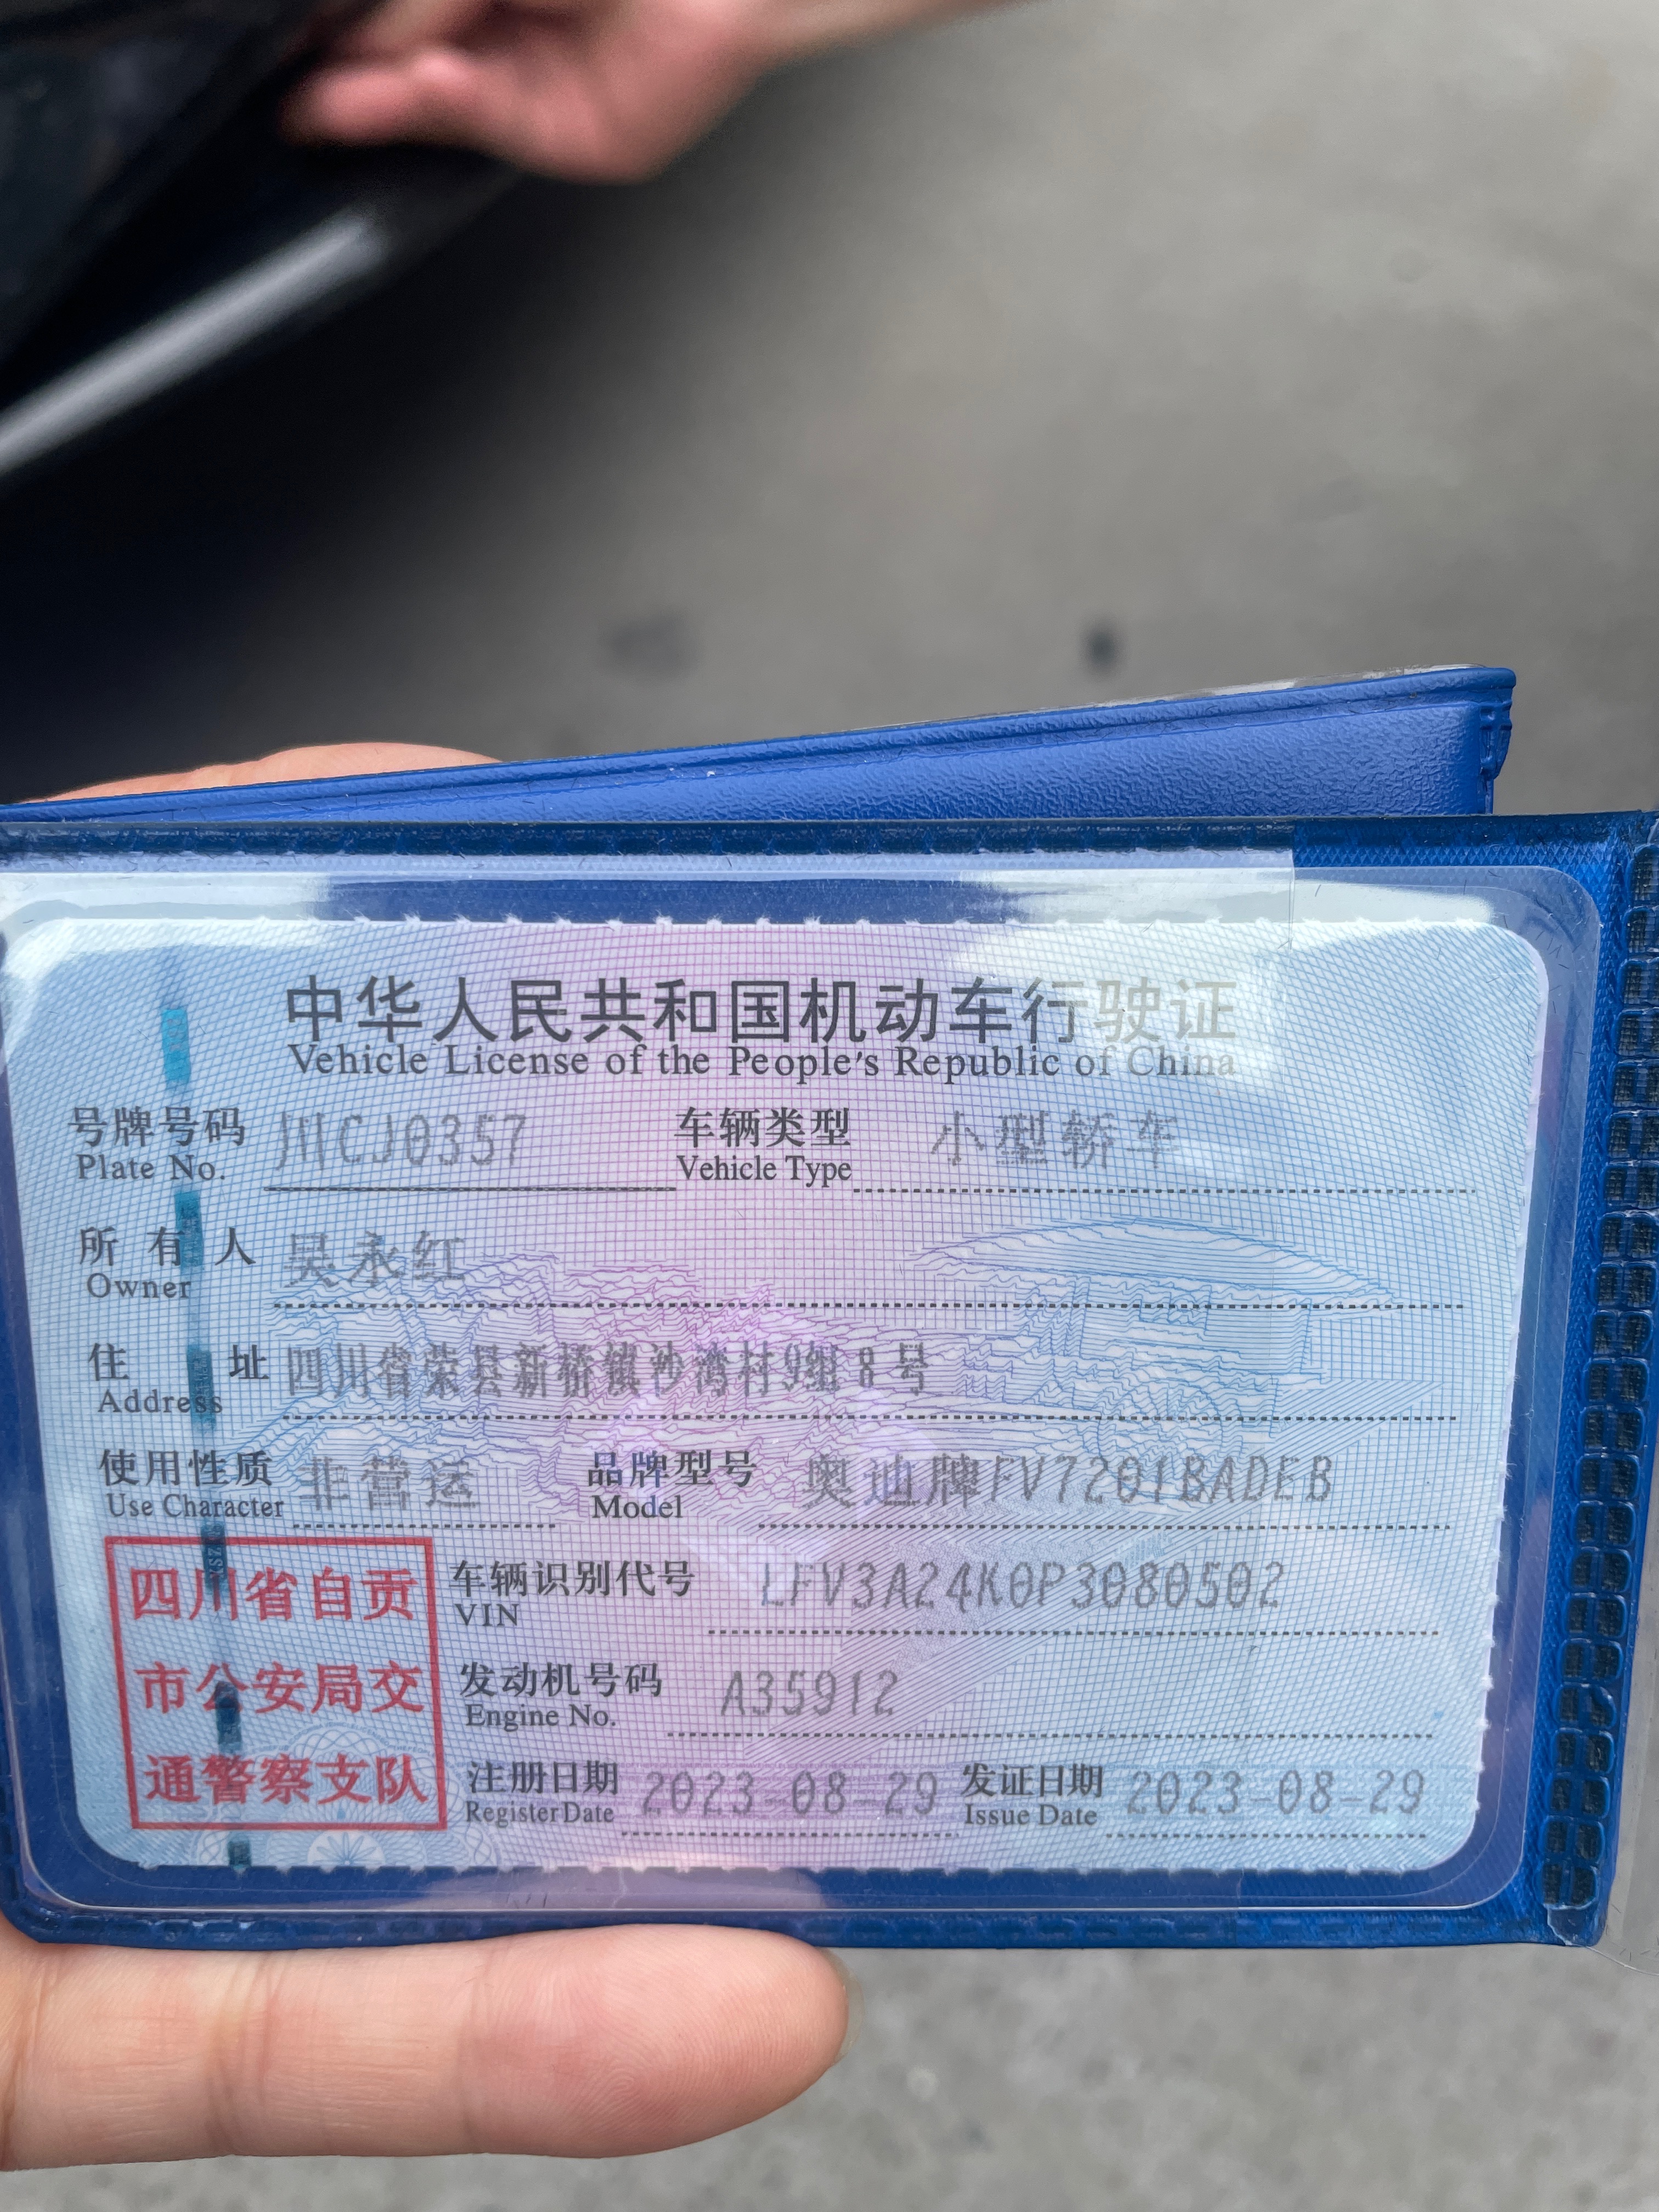 中华人民共和国机动车行驶证
Vehicle License of the People's Republic of China
号牌号码 川CJ0357 车辆类型 小型轿车
Plate No. Vehicle Type
所有人 吴永红
Owner
住址 四川省荣县新桥镇沙湾村9组8号
Address
使用性质 非营运 品牌型号 奥迪牌FV7201BADEB
Use Character Model
四川省自贡
市公安局交
通警察支队
车辆识别代号 LFV3A24K0P3080502
VIN
发动机号码 A35912
Engine No.
注册日期 2023-08-29 发证日期 2023-08-29
Register Date Issue Date